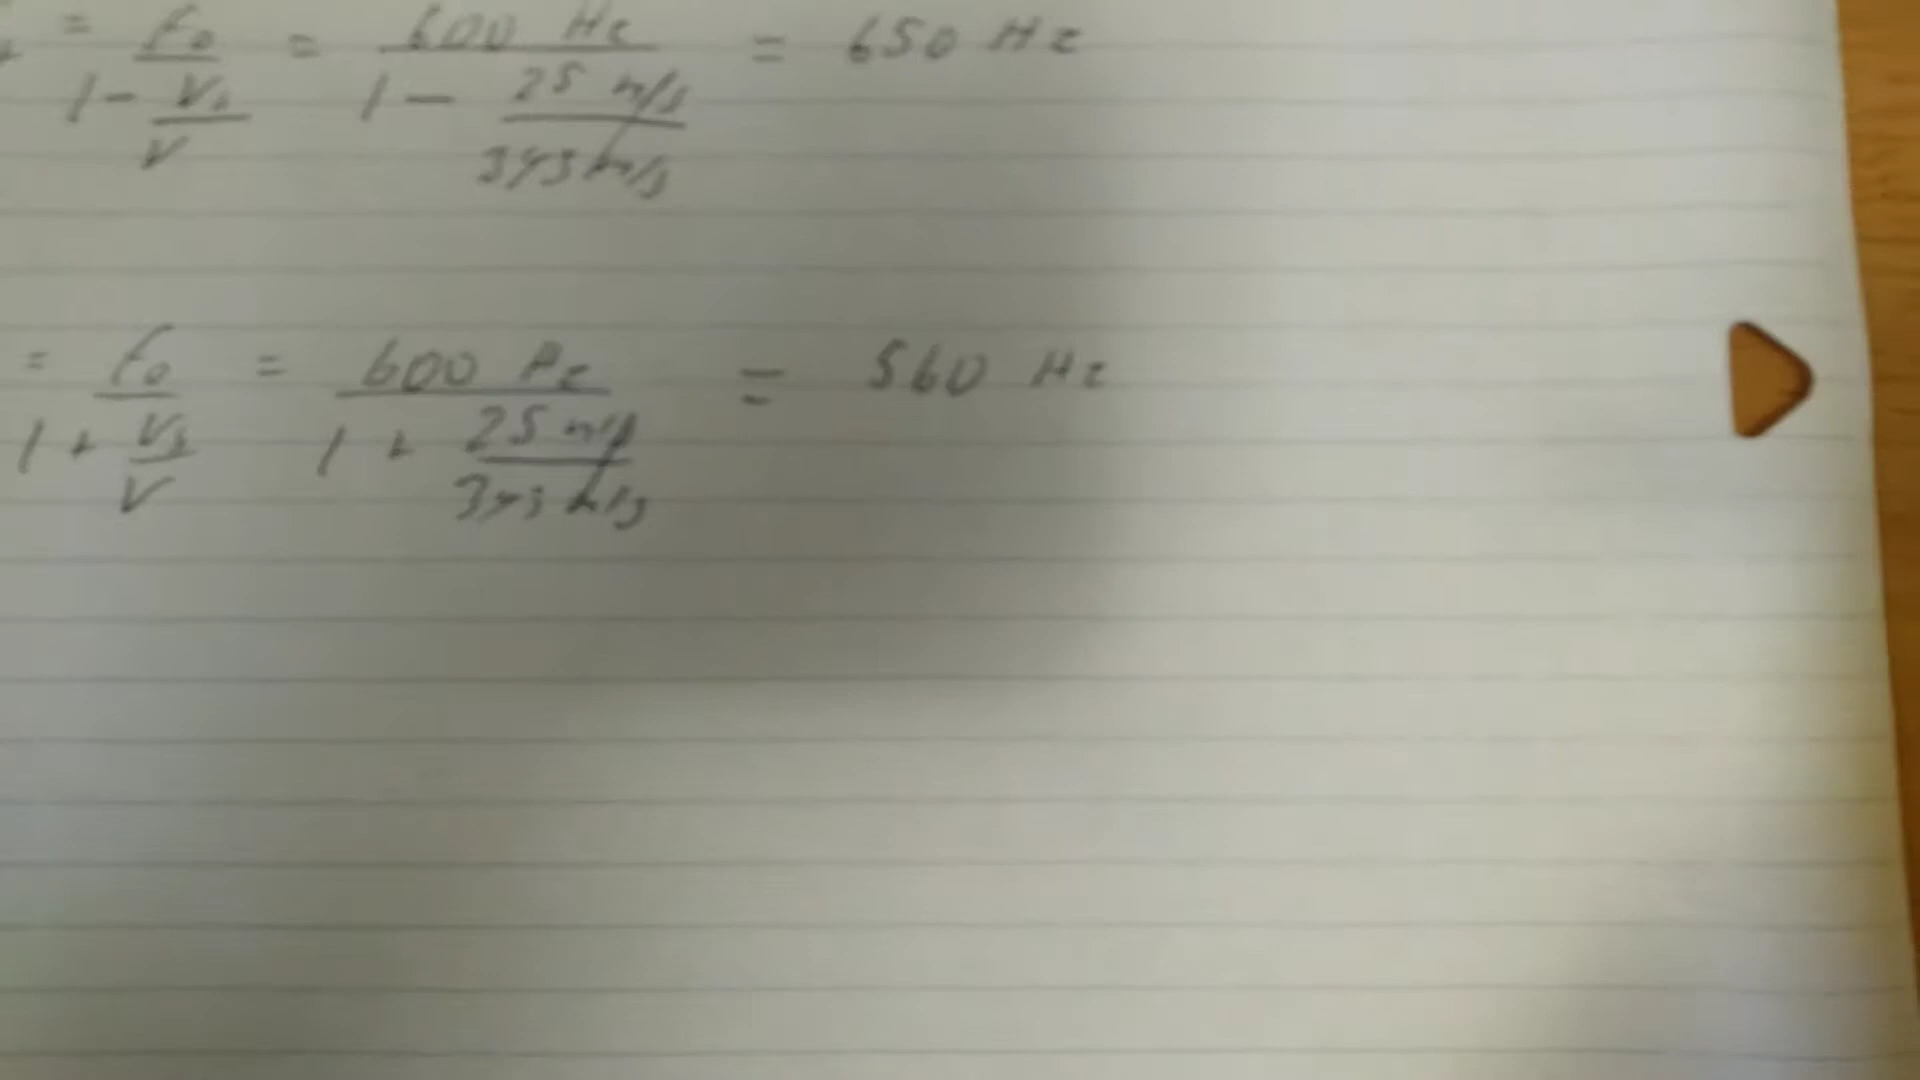 = f₀ / (1 - vₛ/v) = 600 Hz / (1 - 25 m/s / 343 m/s) = 650 Hz
= f₀ / (1 + vₛ/v) = 600 Hz / (1 + 25 m/s / 343 m/s) = 560 Hz